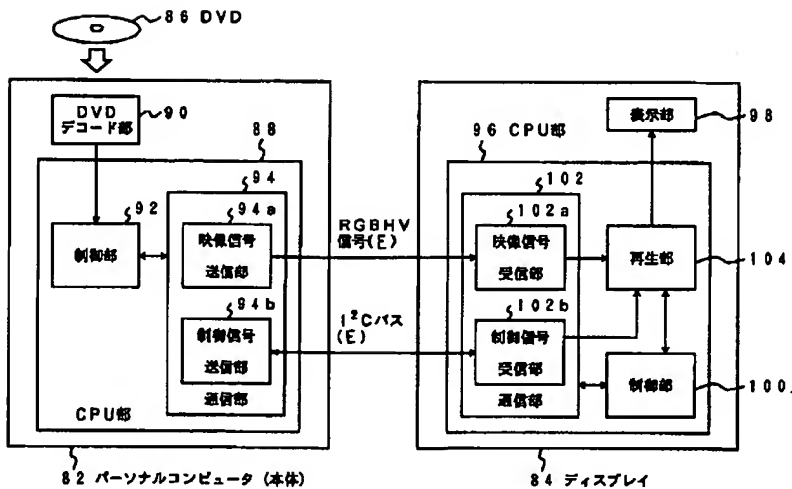 86 DVD
DVD
デコード部
90
88
96 CPU部
表示部
98
94
92
94a
制御部
映像信号
送信部
RGBHV
信号(E)
102
102a
映像信号
受信部
再生部
104
94b
制御信号
送信部
通信部
I²Cバス
(E)
102b
制御信号
受信部
通信部
制御部
100
CPU部
82 パーソナルコンピュータ (本体)
84 ディスプレイ